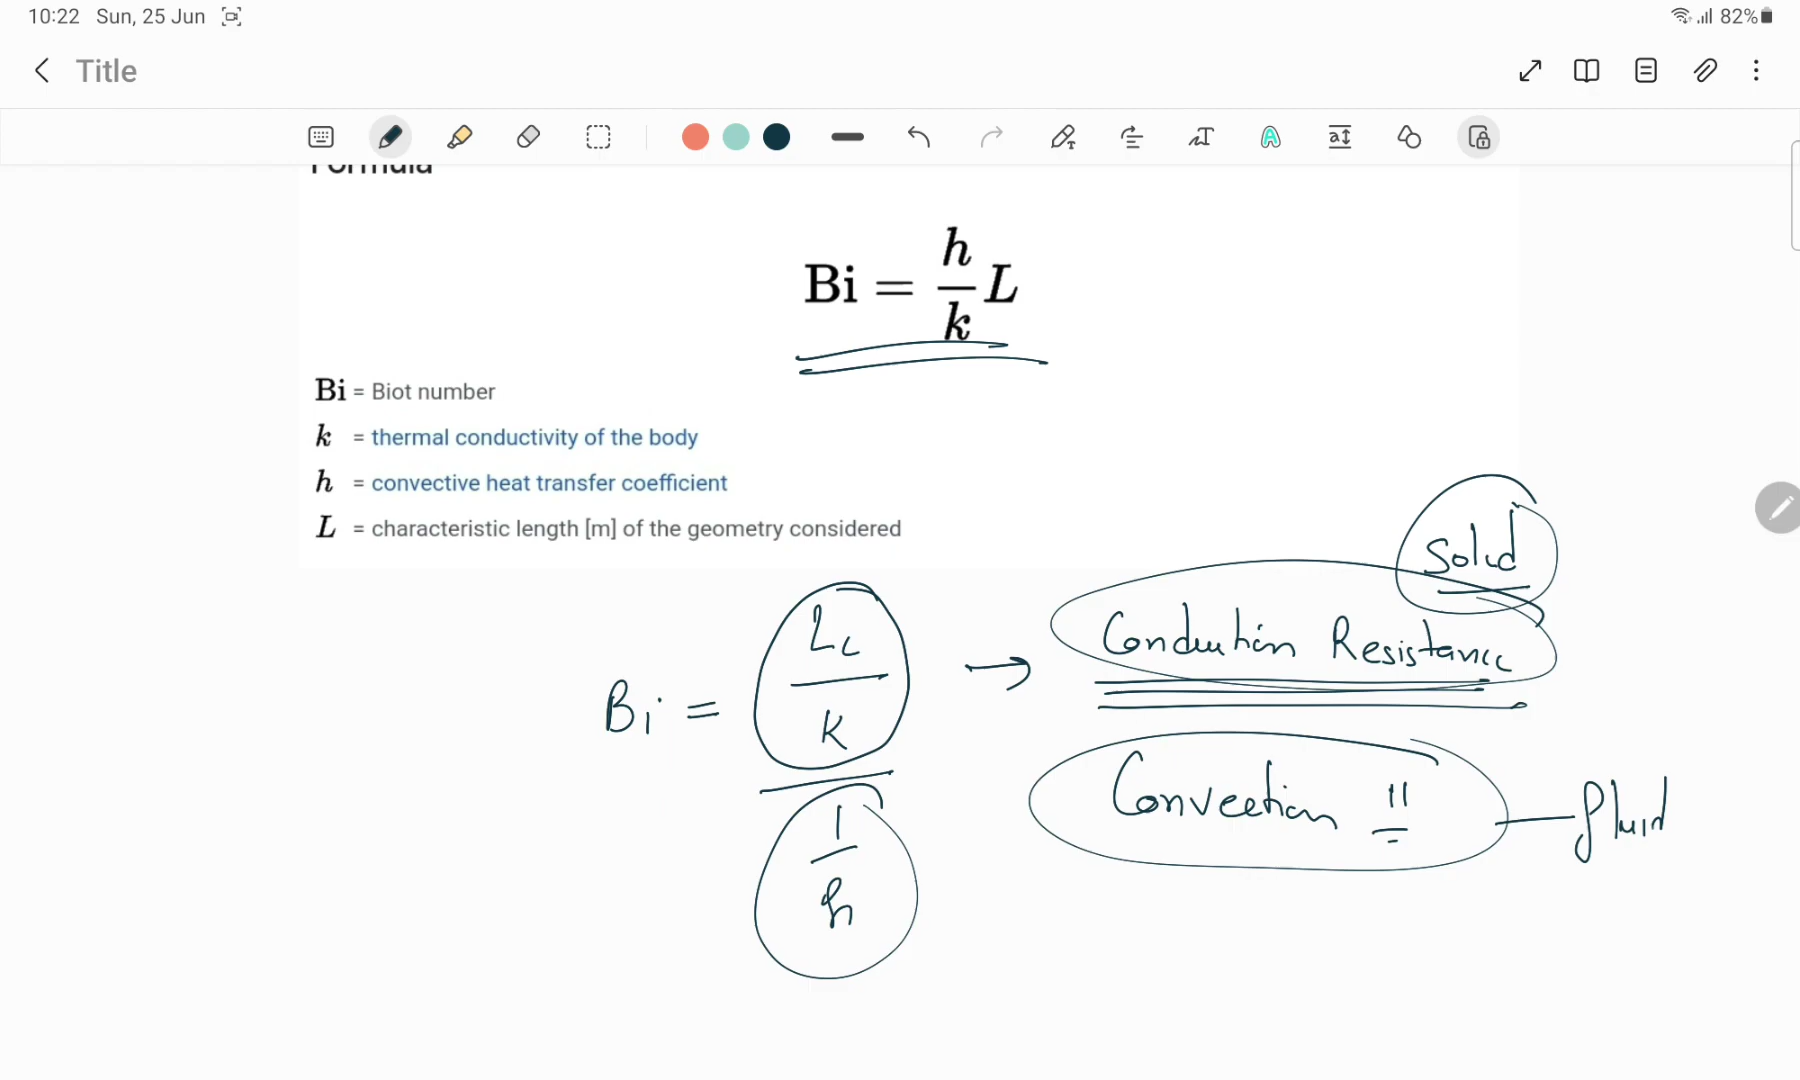 10:22 Sun, 25 Jun 82%
Title
Formula
Bi = h/k L
Bi = Biot number
k = thermal conductivity of the body
h = convective heat transfer coefficient
L = characteristic length [m] of the geometry considered
Solid
Bi = (Lc/k)/(1/h) → Conduction Resistance
Convection "
fluid